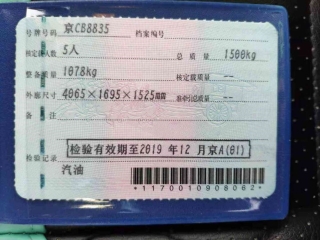 号牌号码 京CB8835 档案编号
核定载人数 5人 总质量 1500kg
整备质量 1078kg 核定载质量 --
外廓尺寸 4065×1695×1525mm 准牵引总质量 --
备注
检验有效期至2019年12月京A(01)
检验记录
汽油
*1170010908062*